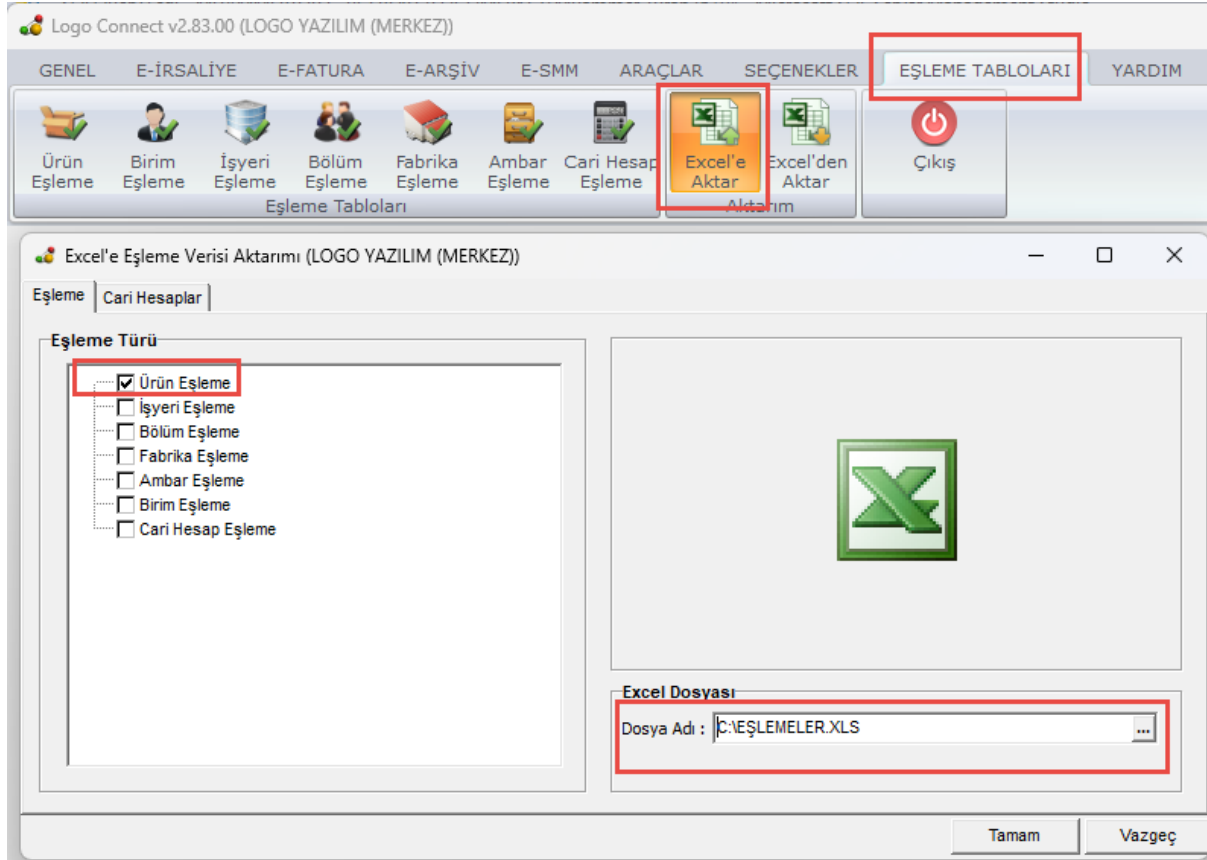 Logo Connect v2.83.00 (LOGO YAZILIM (MERKEZ))
GENEL E-İRSALİYE E-FATURA E-ARŞİV E-SMM ARAÇLAR SEÇENEKLER EŞLEME TABLOLARI YARDIM
Ürün Eşleme
Birim Eşleme
İşyeri Eşleme
Bölüm Eşleme
Fabrika Eşleme
Ambar Eşleme
Cari Hesap Eşleme
Excel'e Aktar
Excel'den Aktar
Çıkış
Eşleme Tabloları
Aktarım
Excel'e Eşleme Verisi Aktarımı (LOGO YAZILIM (MERKEZ))
Eşleme Cari Hesaplar
Eşleme Türü
Ürün Eşleme
İşyeri Eşleme
Bölüm Eşleme
Fabrika Eşleme
Ambar Eşleme
Birim Eşleme
Cari Hesap Eşleme
Excel Dosyası
Dosya Adı : C:\EŞLEMELER.XLS ...
Tamam Vazgeç